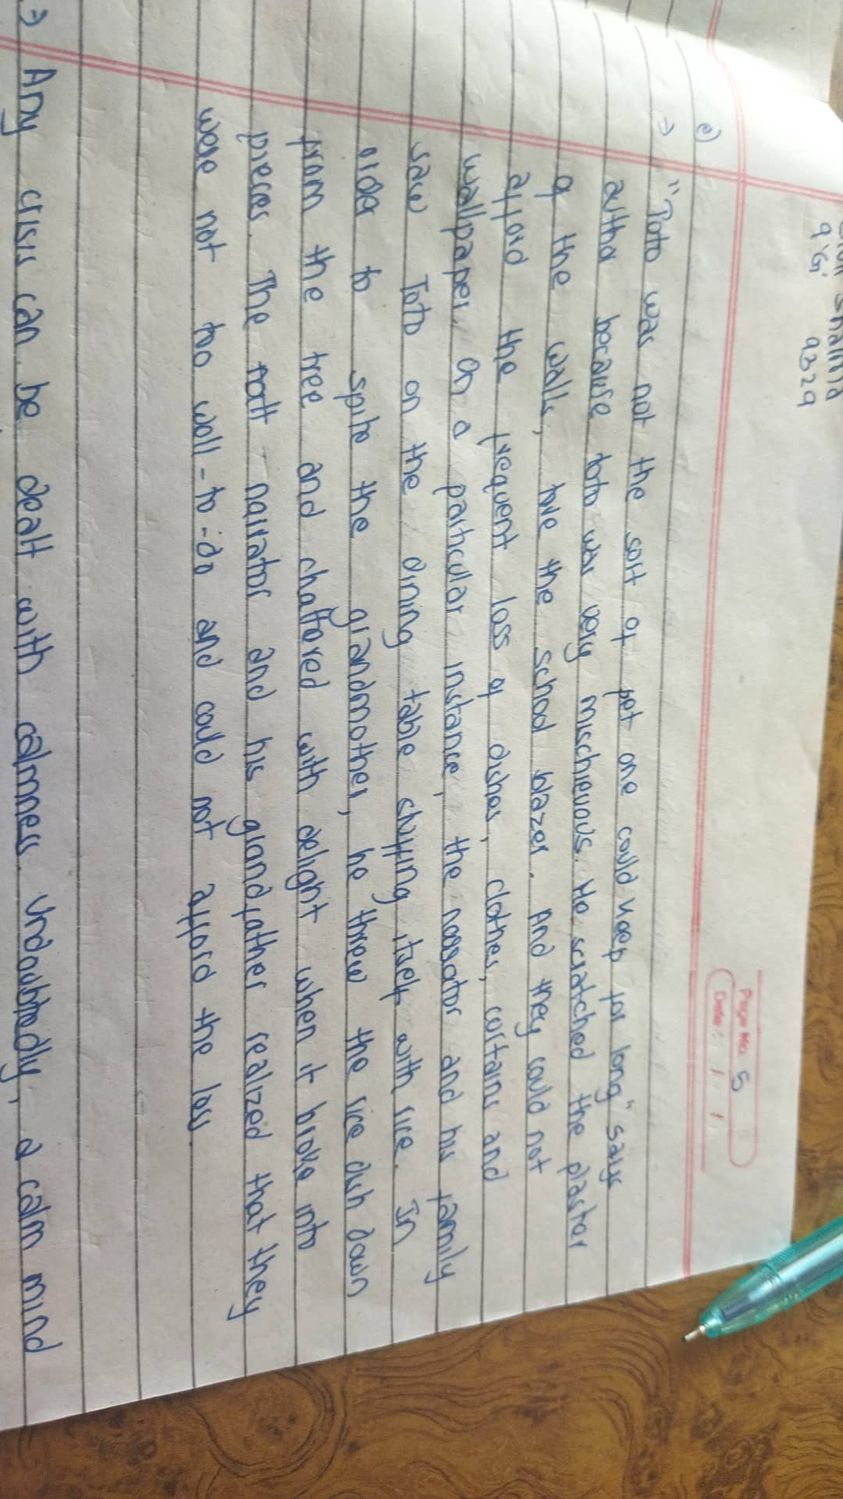 Sharma
9'G' 9329
Page No. 5
Date: / /
e)
→ "Toto was not the sort of pet one could keep for long" says
author because toto was very mischievous. He scratched the plaster
of the walls, tore the school blazer. And they could not
afford the frequent loss of dishes, clothes, curtains and
wallpaper. On a particular instance, the narrator and his family
saw Toto on the dining table stuffing itself with rice. In
order to spite the grandmother, he threw the rice dish down
from the tree and chattered with delight when it broke into
pieces. The narrator and his grandfather realized that they
were not too well-to-do and could not afford the loss.
→ Any crisis can be dealt with calmness. Undoubtedly, a calm mind